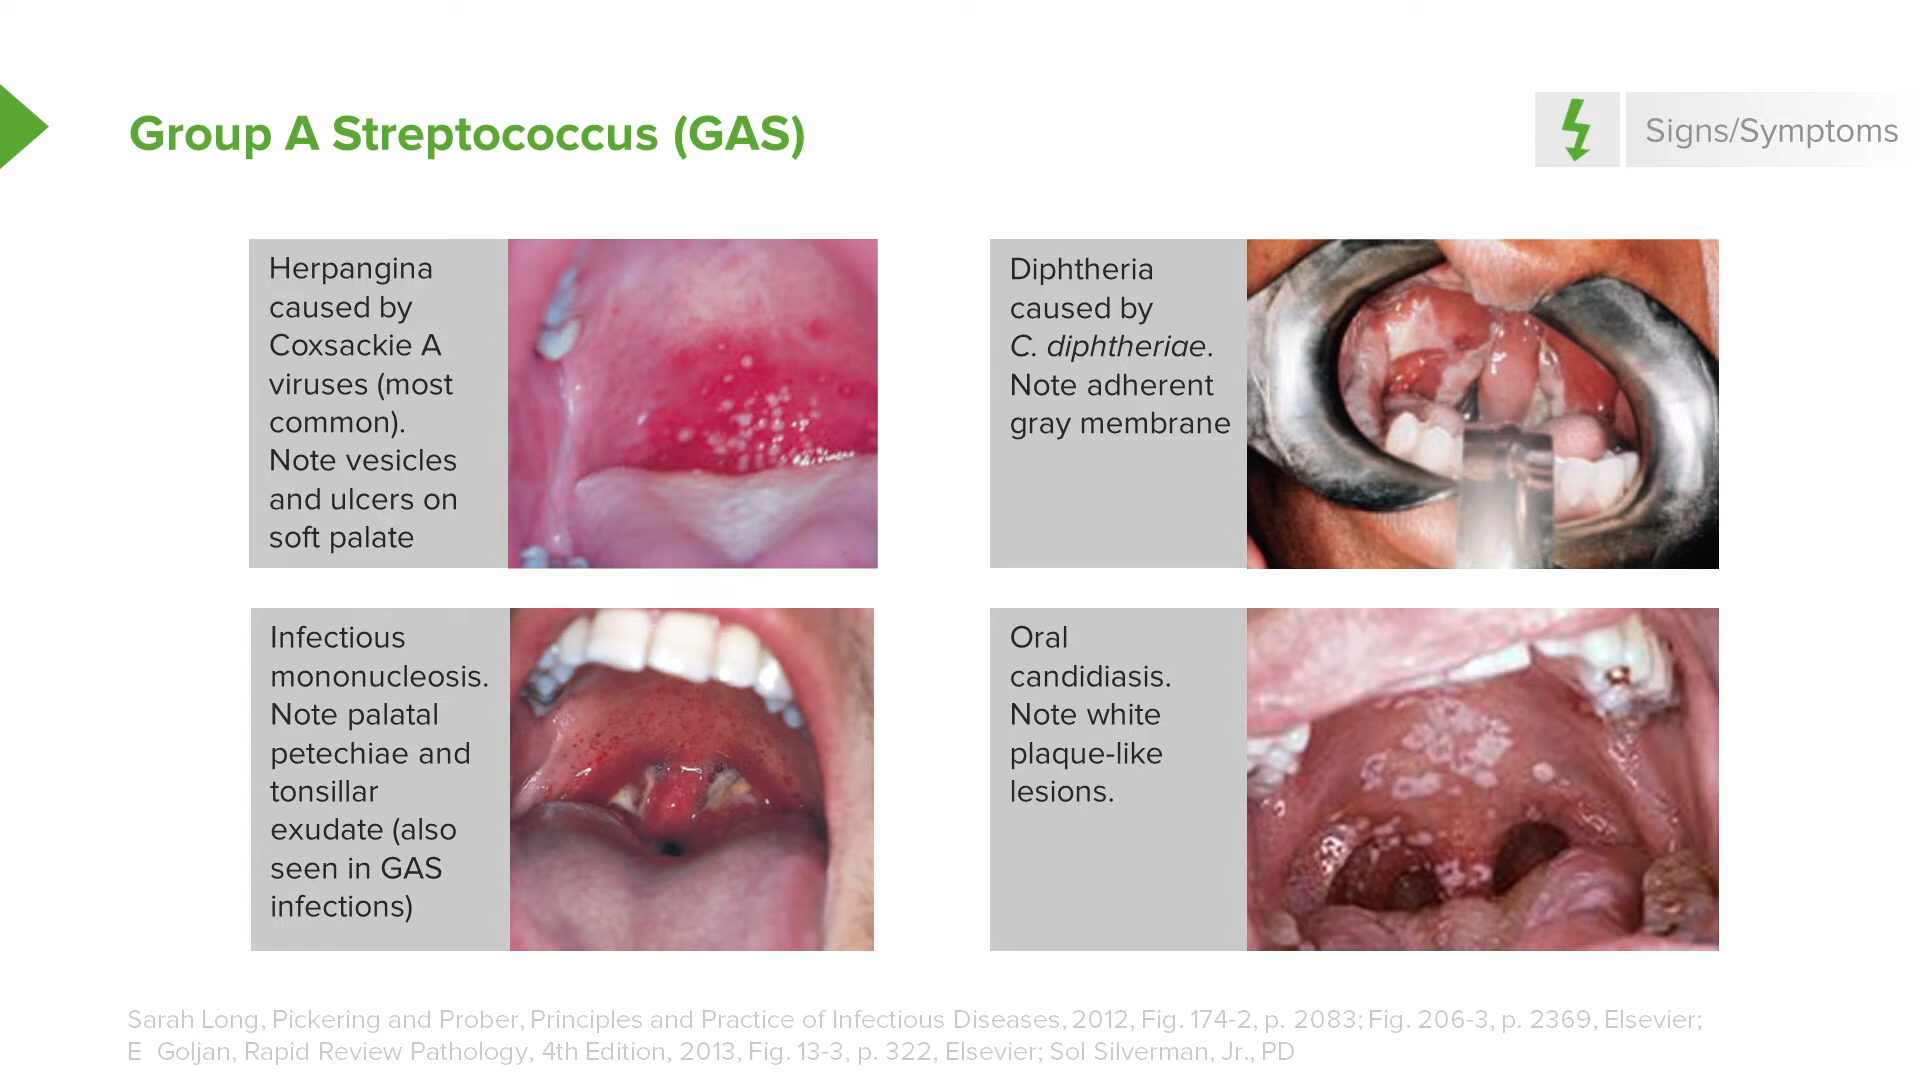 Group A Streptococcus (GAS)
Signs/Symptoms
Herpangina
caused by
Coxsackie A
viruses (most
common).
Note vesicles
and ulcers on
soft palate
Diphtheria
caused by
C. diphtheriae.
Note adherent
gray membrane
Infectious
mononucleosis.
Note palatal
petechiae and
tonsillar
exudate (also
seen in GAS
infections)
Oral
candidiasis.
Note white
plaque-like
lesions.
Sarah Long, Pickering and Prober, Principles and Practice of Infectious Diseases, 2012, Fig. 174-2, p. 2083; Fig. 206-3, p. 2369, Elsevier;
E Goljan, Rapid Review Pathology, 4th Edition, 2013, Fig. 13-3, p. 322, Elsevier; Sol Silverman, Jr., PD